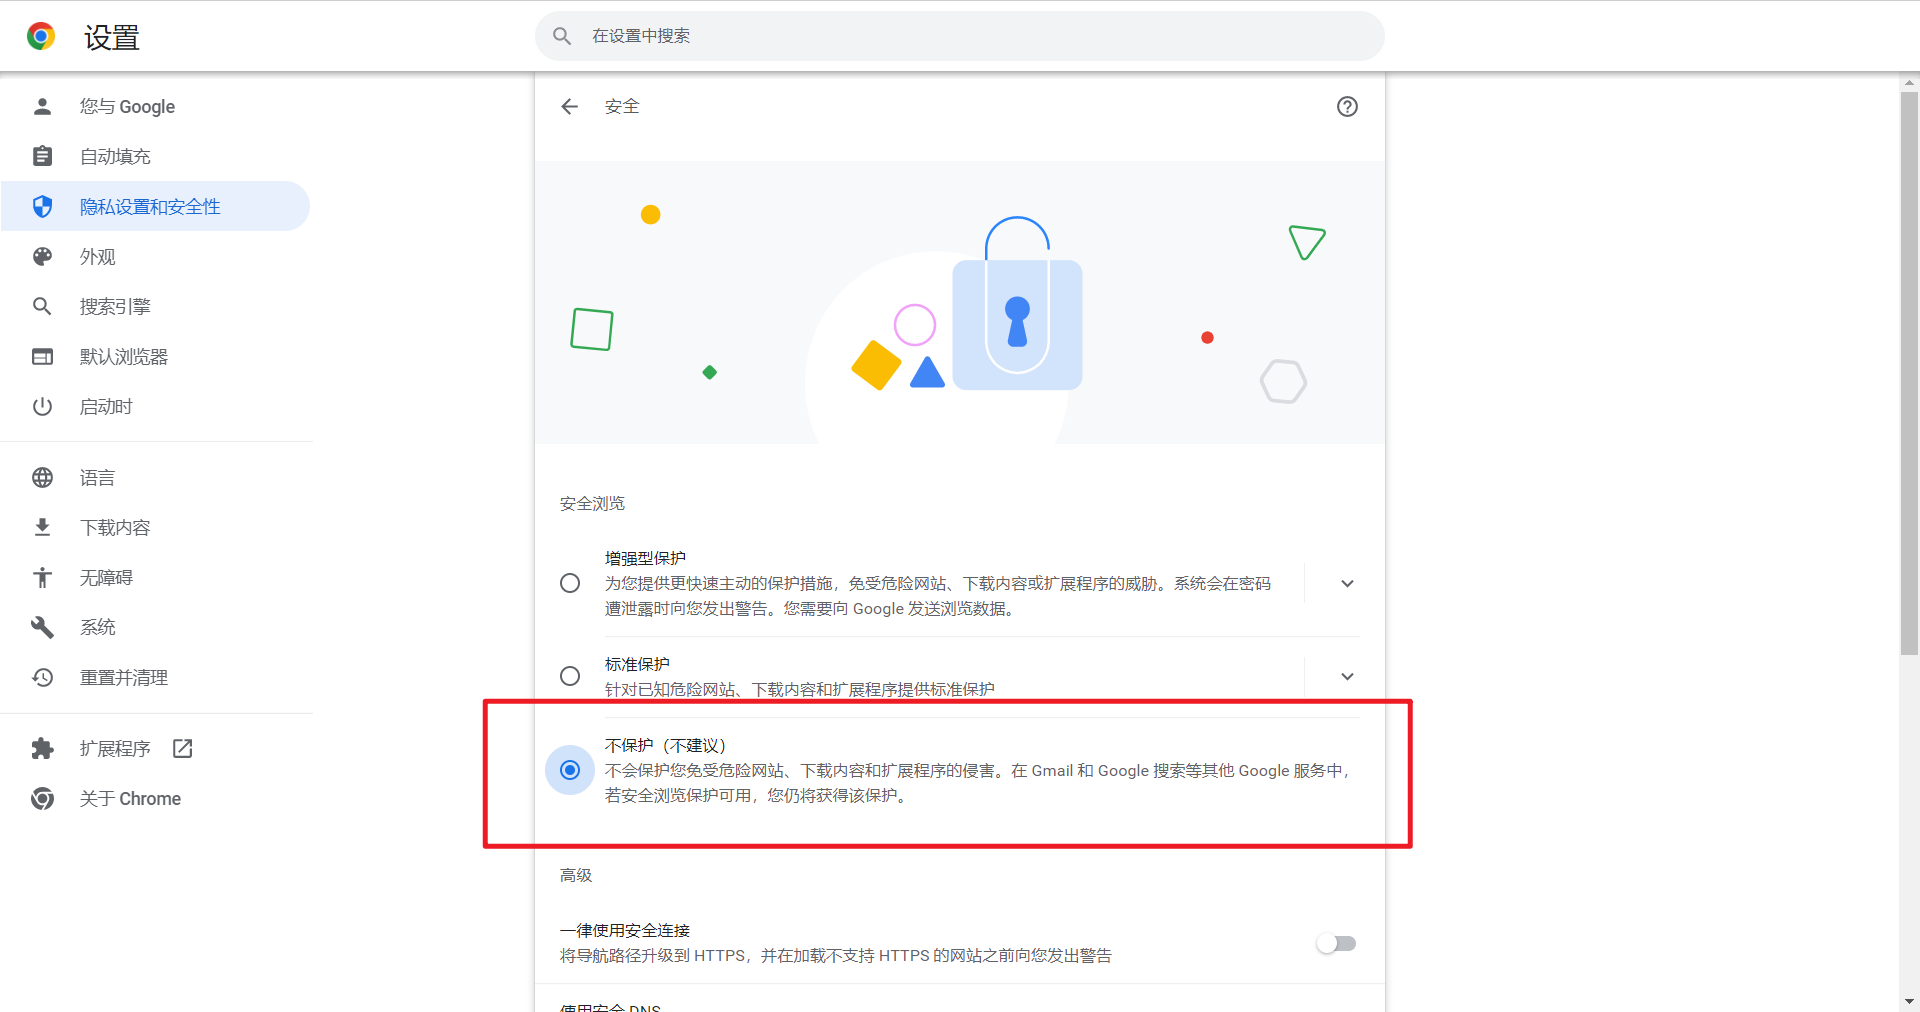 设置
在设置中搜索
您与 Google
自动填充
隐私设置和安全性
外观
搜索引擎
默认浏览器
启动时
语言
下载内容
无障碍
系统
重置并清理
扩展程序
关于 Chrome
安全
安全浏览
增强型保护
为您提供更快速主动的保护措施，免受危险网站、下载内容或扩展程序的威胁。系统会在密码
遭泄露时向您发出警告。您需要向 Google 发送浏览数据。
标准保护
针对已知危险网站、下载内容和扩展程序提供标准保护
不保护（不建议）
不会保护您免受危险网站、下载内容和扩展程序的侵害。在 Gmail 和 Google 搜索等其他 Google 服务中，
若安全浏览保护可用，您仍将获得该保护。
高级
一律使用安全连接
将导航路径升级到 HTTPS，并在加载不支持 HTTPS 的网站之前向您发出警告
使用安全 DNS